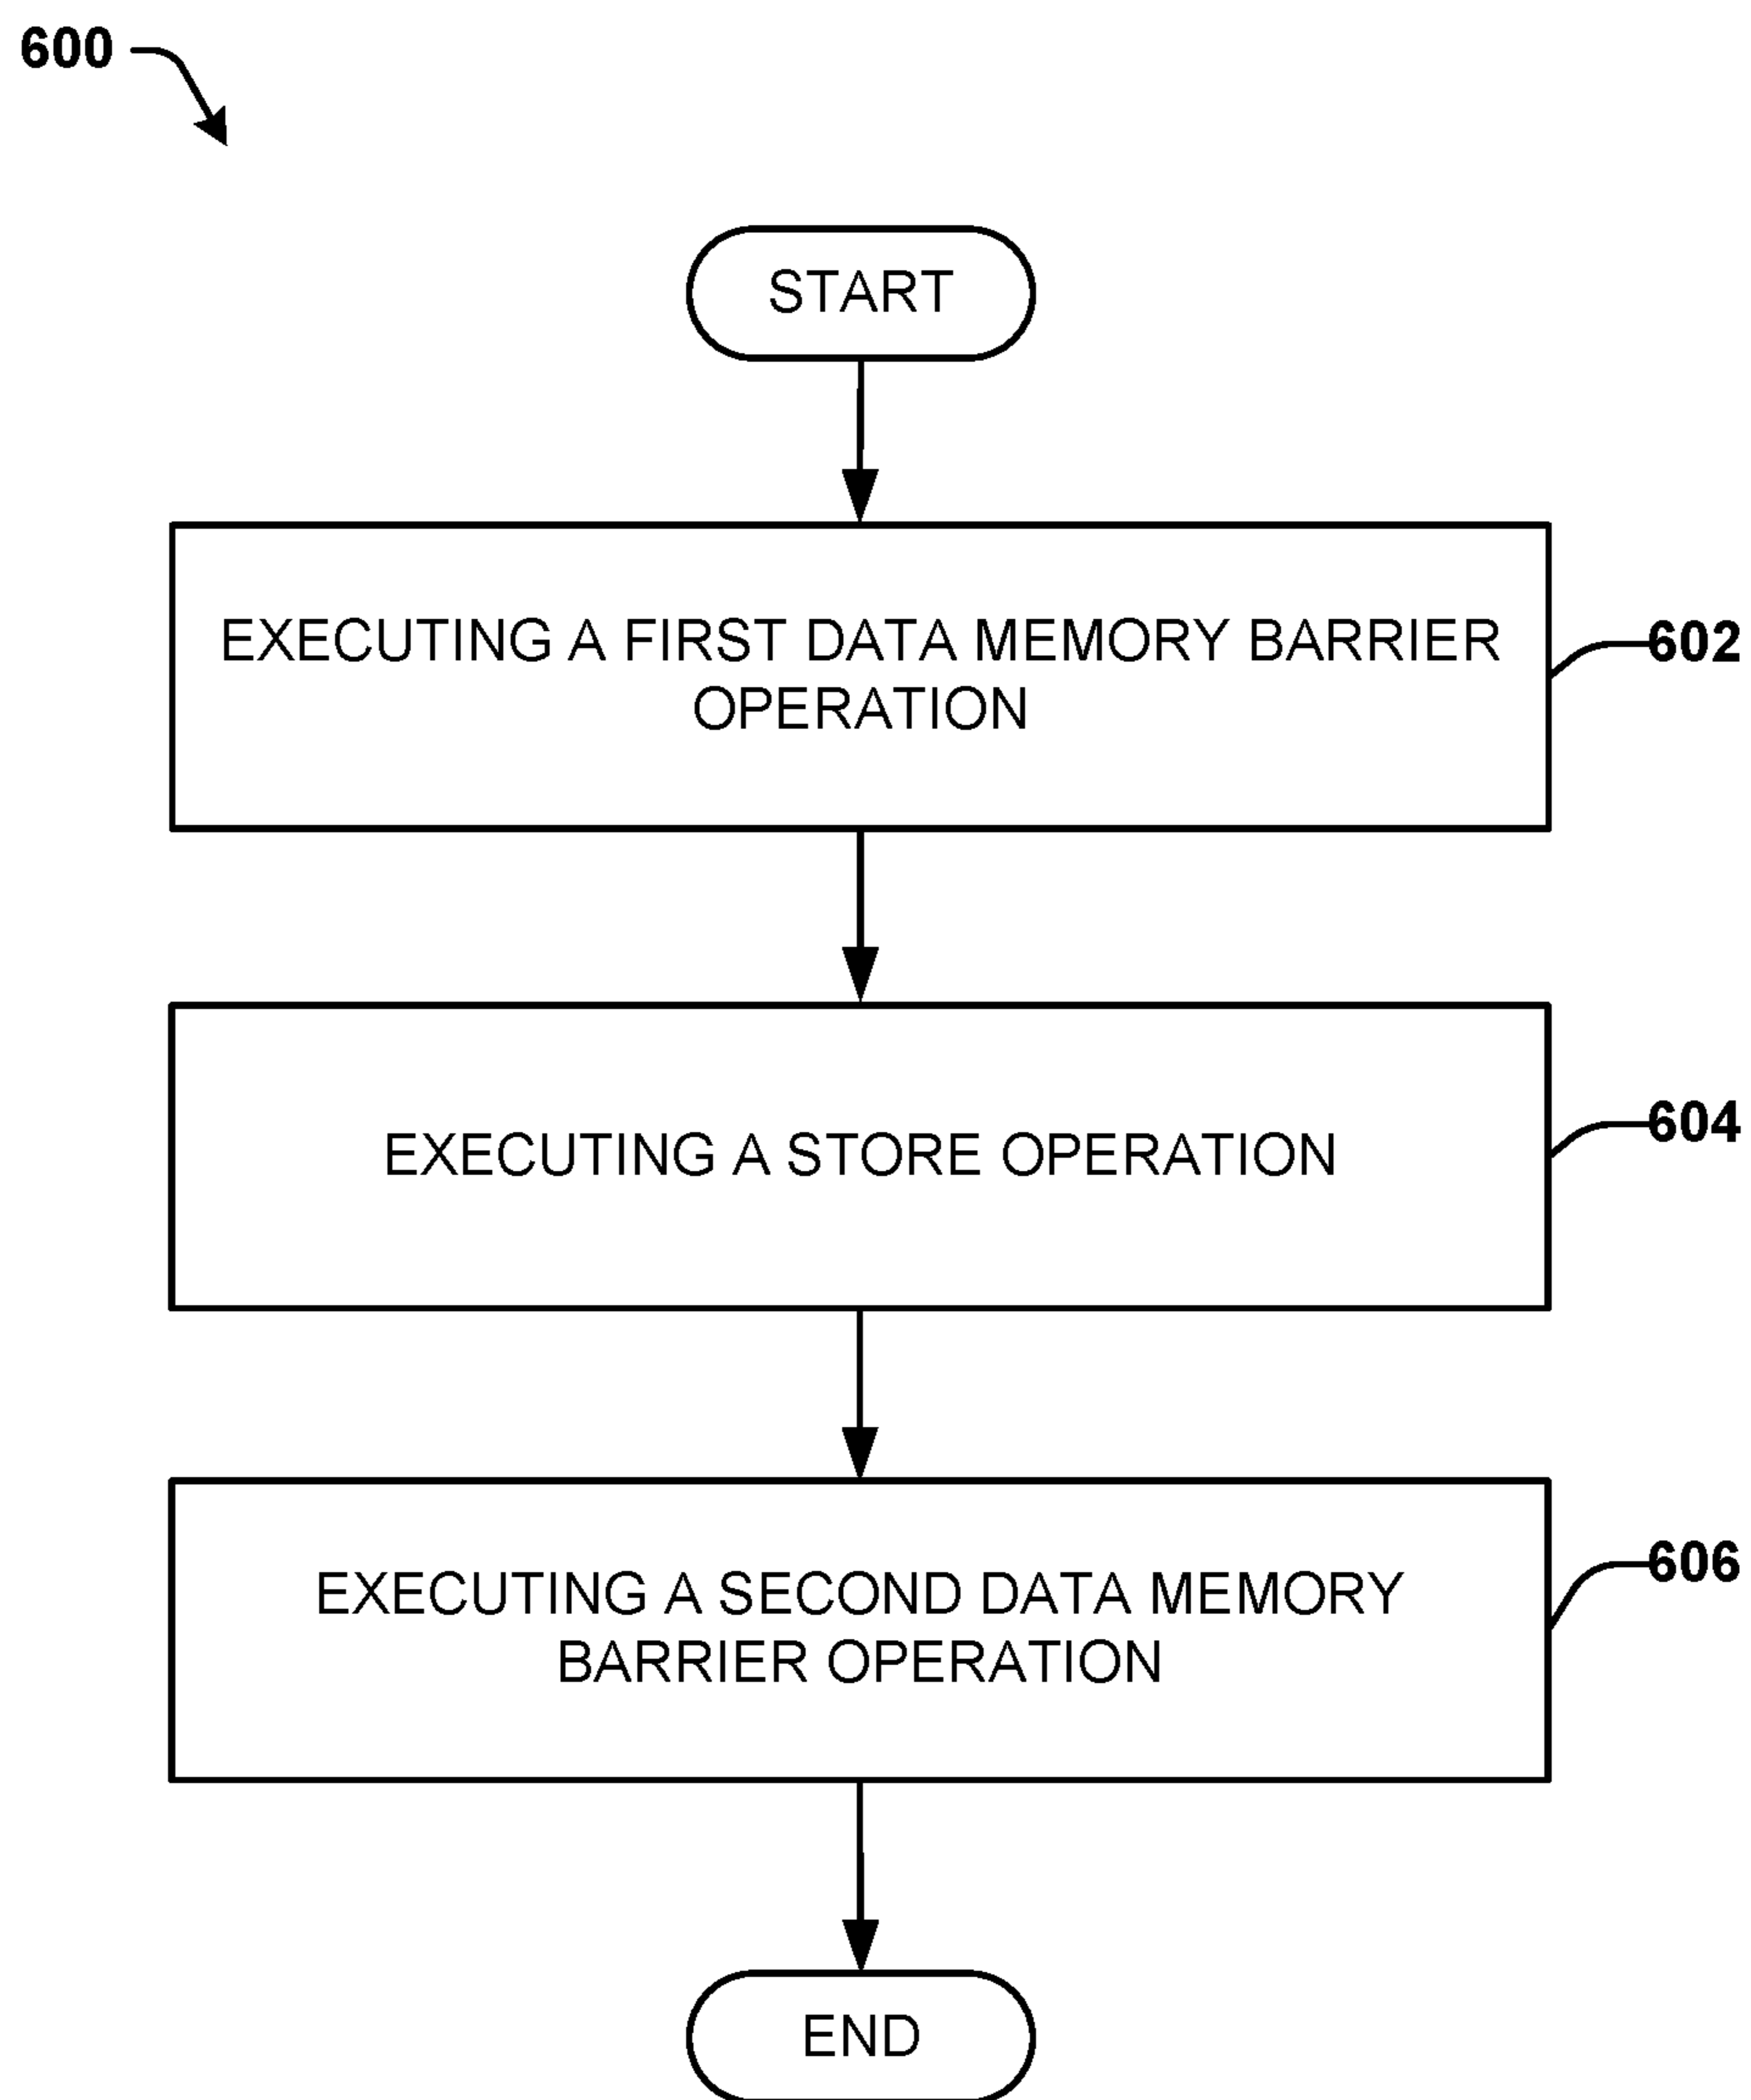 600
START
EXECUTING A FIRST DATA MEMORY BARRIER
OPERATION
602
EXECUTING A STORE OPERATION
604
EXECUTING A SECOND DATA MEMORY
BARRIER OPERATION
606
END